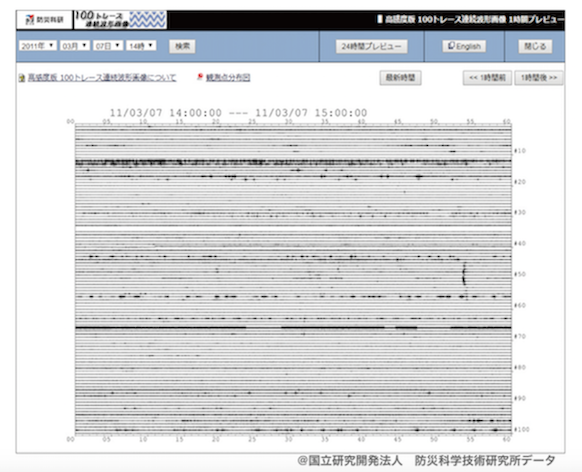 防災科研 100トレース 連続波形画像
高感度版 100トレース連続波形画像 1時間プレビュー
2011年 03月 07日 14時 検索 24時間プレビュー English 閉じる
高感度版 100トレース連続波形画像について 観測点分布図 最新時間 << 1時間前 1時間後 >>
11/03/07 14:00:00 --- 11/03/07 15:00:00
00 05 10 15 20 25 30 35 40 45 50 55 60
#10
#20
#30
#40
#50
#60
#70
#80
#90
#100
00 05 10 15 20 25 30 35 40 45 50 55 60
@国立研究開発法人 防災科学技術研究所データ